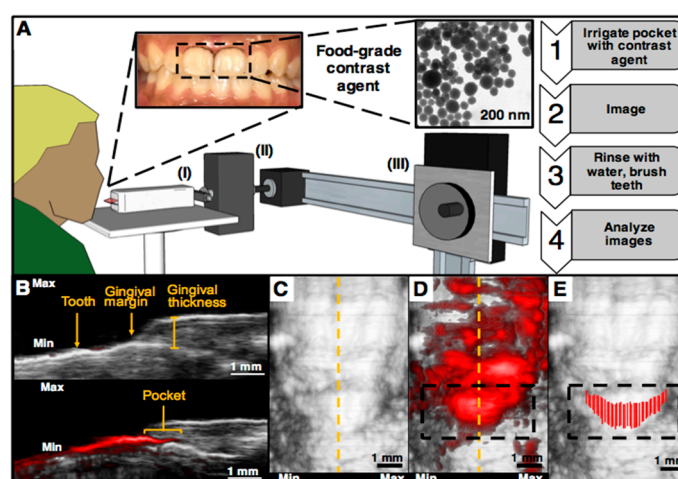 A
Food-grade
contrast
agent
200 nm
(I)
(II)
(III)
1
Irrigate pocket
with contrast
agent
2
Image
3
Rinse with
water, brush
teeth
4
Analyze
images
B
Max
Gingival
margin
Gingival
thickness
Tooth
Min
1 mm
Max
Pocket
Min
1 mm
C
1 mm
D
Min
Max
1 mm
E
1 mm